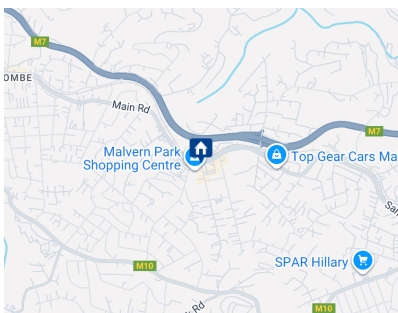 M7
OMBE
Main Rd
M7
Malvern Park
Shopping Centre
Top Gear Cars Ma
Sar
SPAR Hillary
M10
M10
Rd